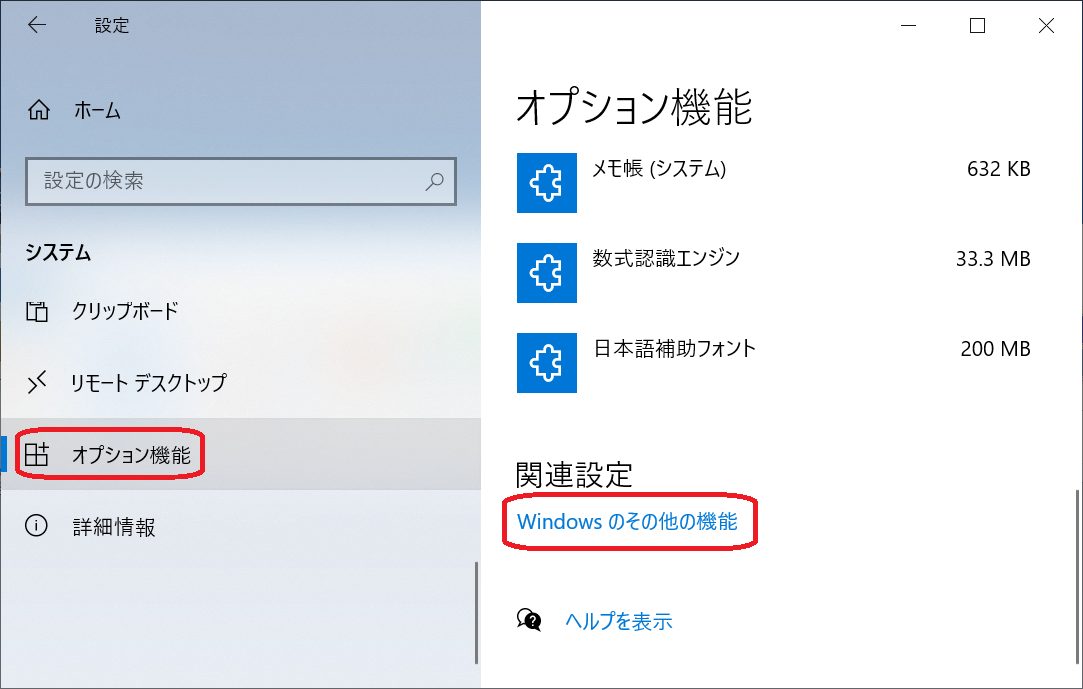 設定
ホーム
設定の検索
システム
クリップボード
リモート デスクトップ
オプション機能
詳細情報
オプション機能
メモ帳 (システム) 632 KB
数式認識エンジン 33.3 MB
日本語補助フォント 200 MB
関連設定
Windows のその他の機能
ヘルプを表示